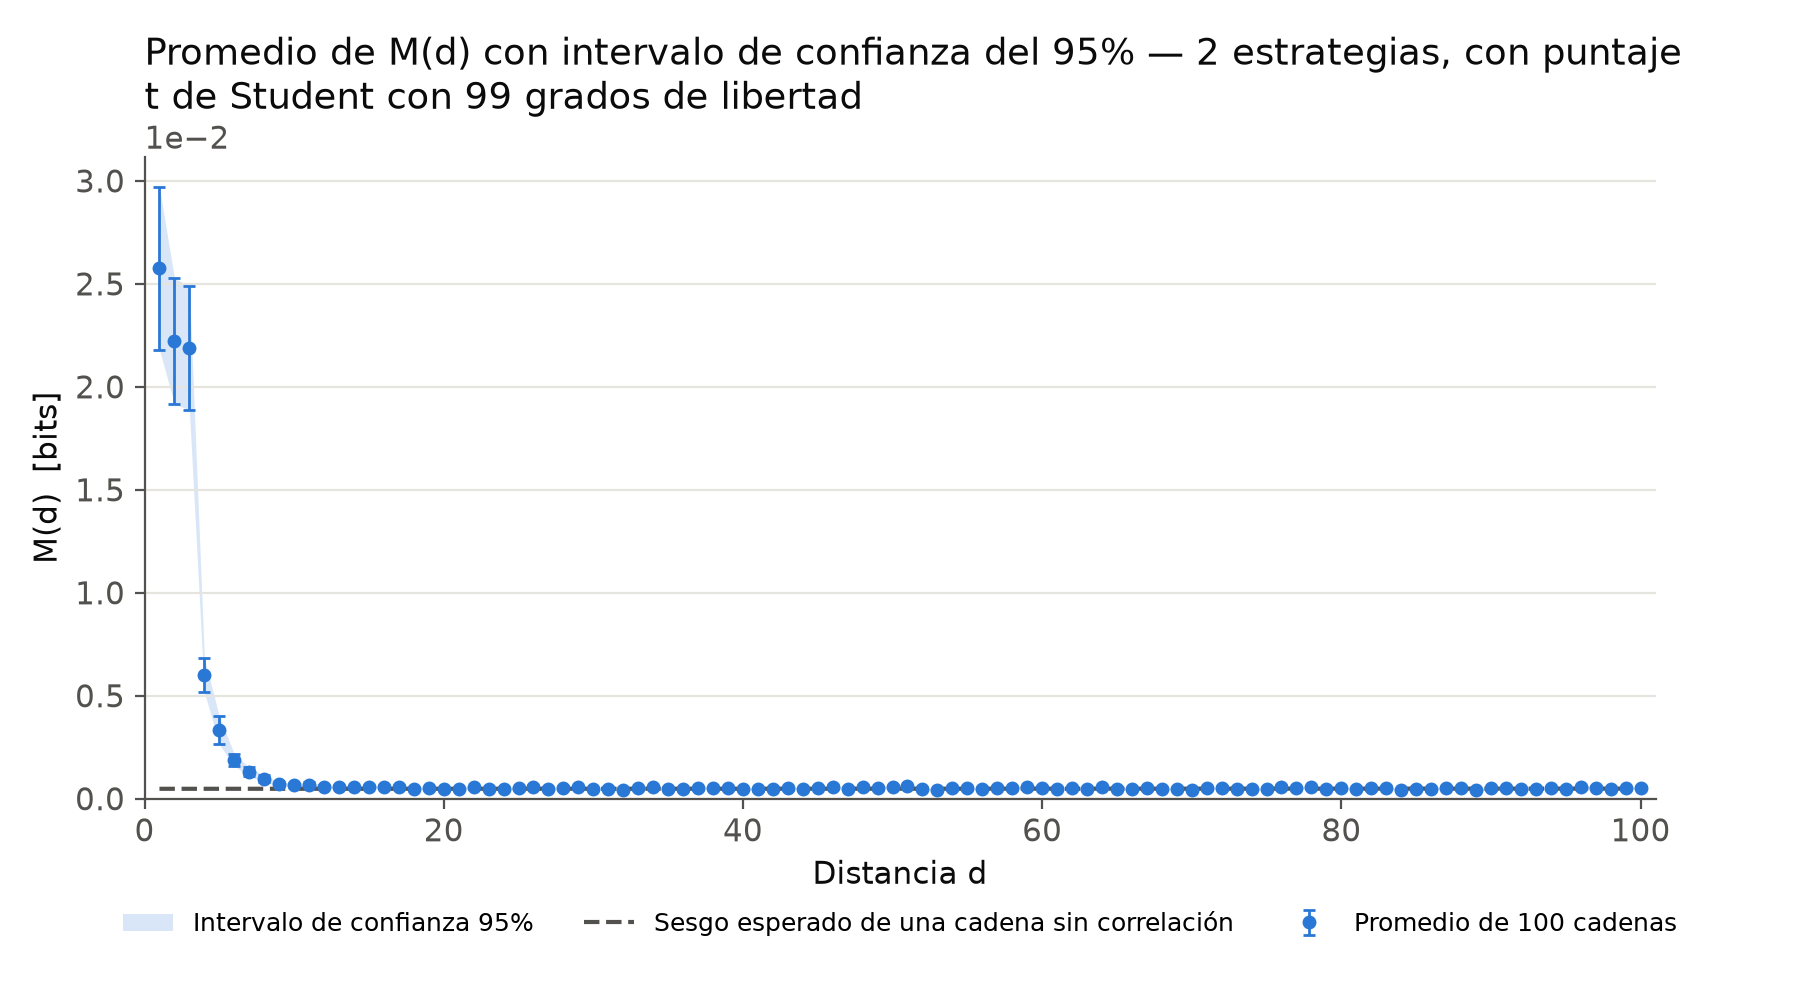 Promedio de M(d) con intervalo de confianza del 95% — 2 estrategias, con puntaje
t de Student con 99 grados de libertad
1e−2
3.0
2.5
2.0
1.5
1.0
0.5
0.0
M(d) [bits]
0 20 40 60 80 100
Distancia d
Intervalo de confianza 95% Sesgo esperado de una cadena sin correlación Promedio de 100 cadenas